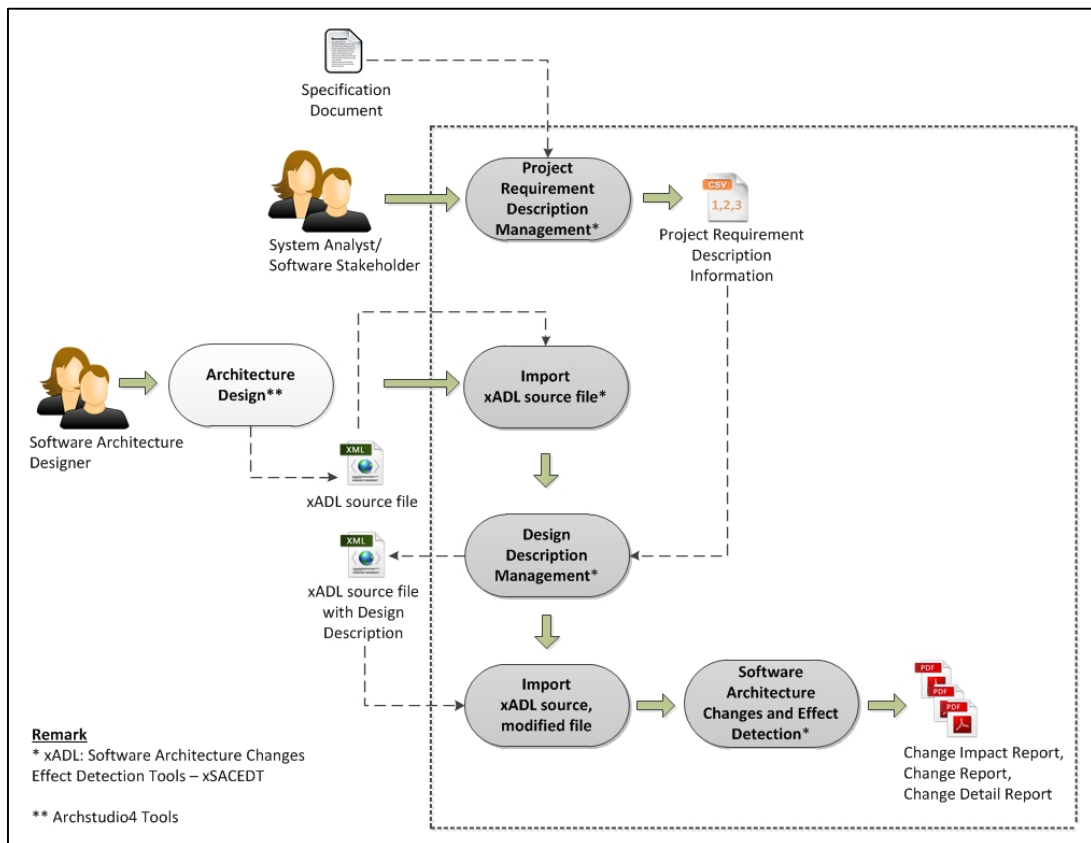 Document
Specification
Document
Project
Requirement
Description
Management*
CSV
1,2,3
System Analyst/
Software Stakeholder
Project Requirement
Description
Information
Architecture
Design**
Import
xADL source file*
Software Architecture
Designer
XML
xADL source file
Design
Description
Management*
XML
xADL source file
with Design
Description
Import
xADL source,
modified file
Software
Architecture
Changes and Effect
Detection*
PDF
PDF
PDF
Change Impact Report,
Change Report,
Change Detail Report
Remark
* xADL: Software Architecture Changes
Effect Detection Tools – xSACEDT
** Archstudio4 Tools